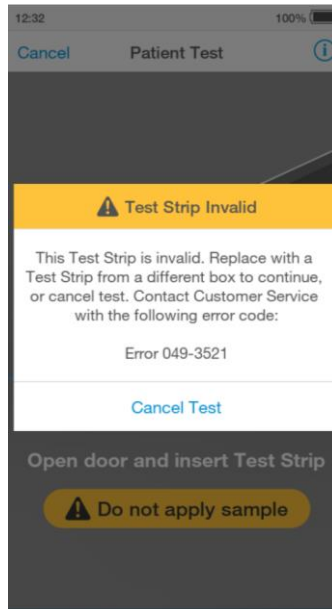 12:32 100%
Cancel Patient Test
Test Strip Invalid
This Test Strip is invalid. Replace with a
Test Strip from a different box to continue,
or cancel test. Contact Customer Service
with the following error code:
Error 049-3521
Cancel Test
Open door and insert Test Strip
Do not apply sample